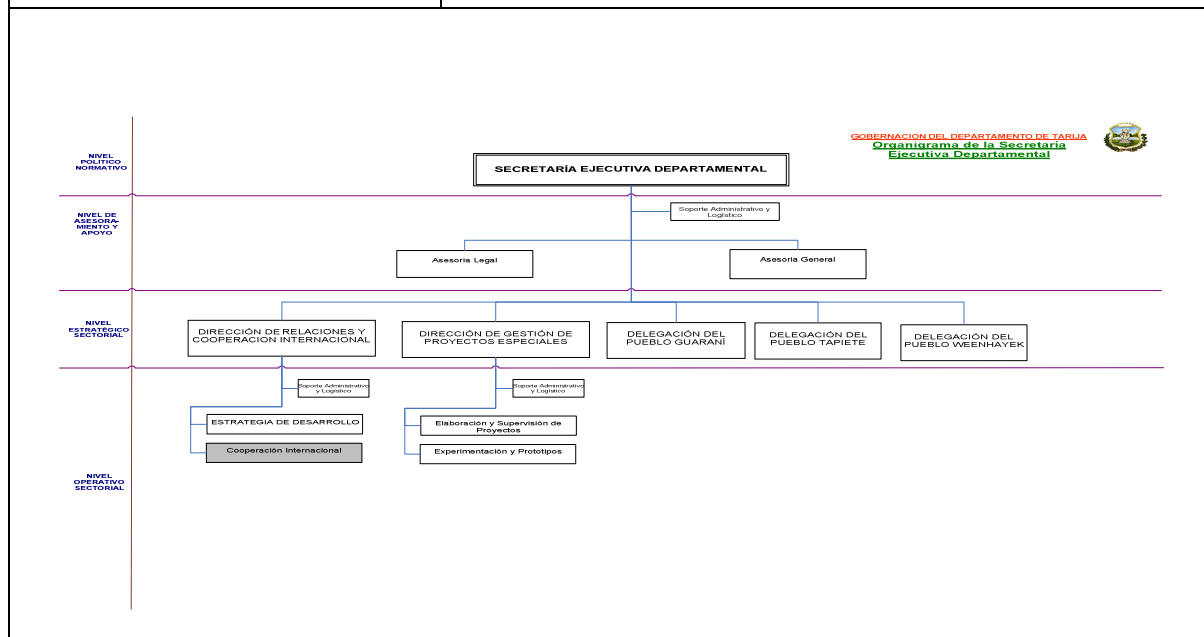 GOBERNACION DEL DEPARTAMENTO DE TARIJA
Organigrama de la Secretaría
Ejecutiva Departamental
NIVEL
POLÍTICO
NORMATIVO
SECRETARÍA EJECUTIVA DEPARTAMENTAL
NIVEL DE
ASESORA-
MIENTO Y
APOYO
Soporte Administrativo y
Logístico
Asesoría Legal
Asesoría General
NIVEL
ESTRATÉGICO
SECTORIAL
DIRECCIÓN DE RELACIONES Y
COOPERACION INTERNACIONAL
DIRECCIÓN DE GESTIÓN DE
PROYECTOS ESPECIALES
DELEGACIÓN DEL
PUEBLO GUARANÍ
DELEGACIÓN DEL
PUEBLO TAPIETE
DELEGACIÓN DEL
PUEBLO WEENHAYEK
NIVEL
OPERATIVO
SECTORIAL
Soporte Administrativo
y Logístico
ESTRATEGIA DE DESARROLLO
Cooperación Internacional
Soporte Administrativo
y Logístico
Elaboración y Supervisión de
Proyectos
Experimentación y Prototipos